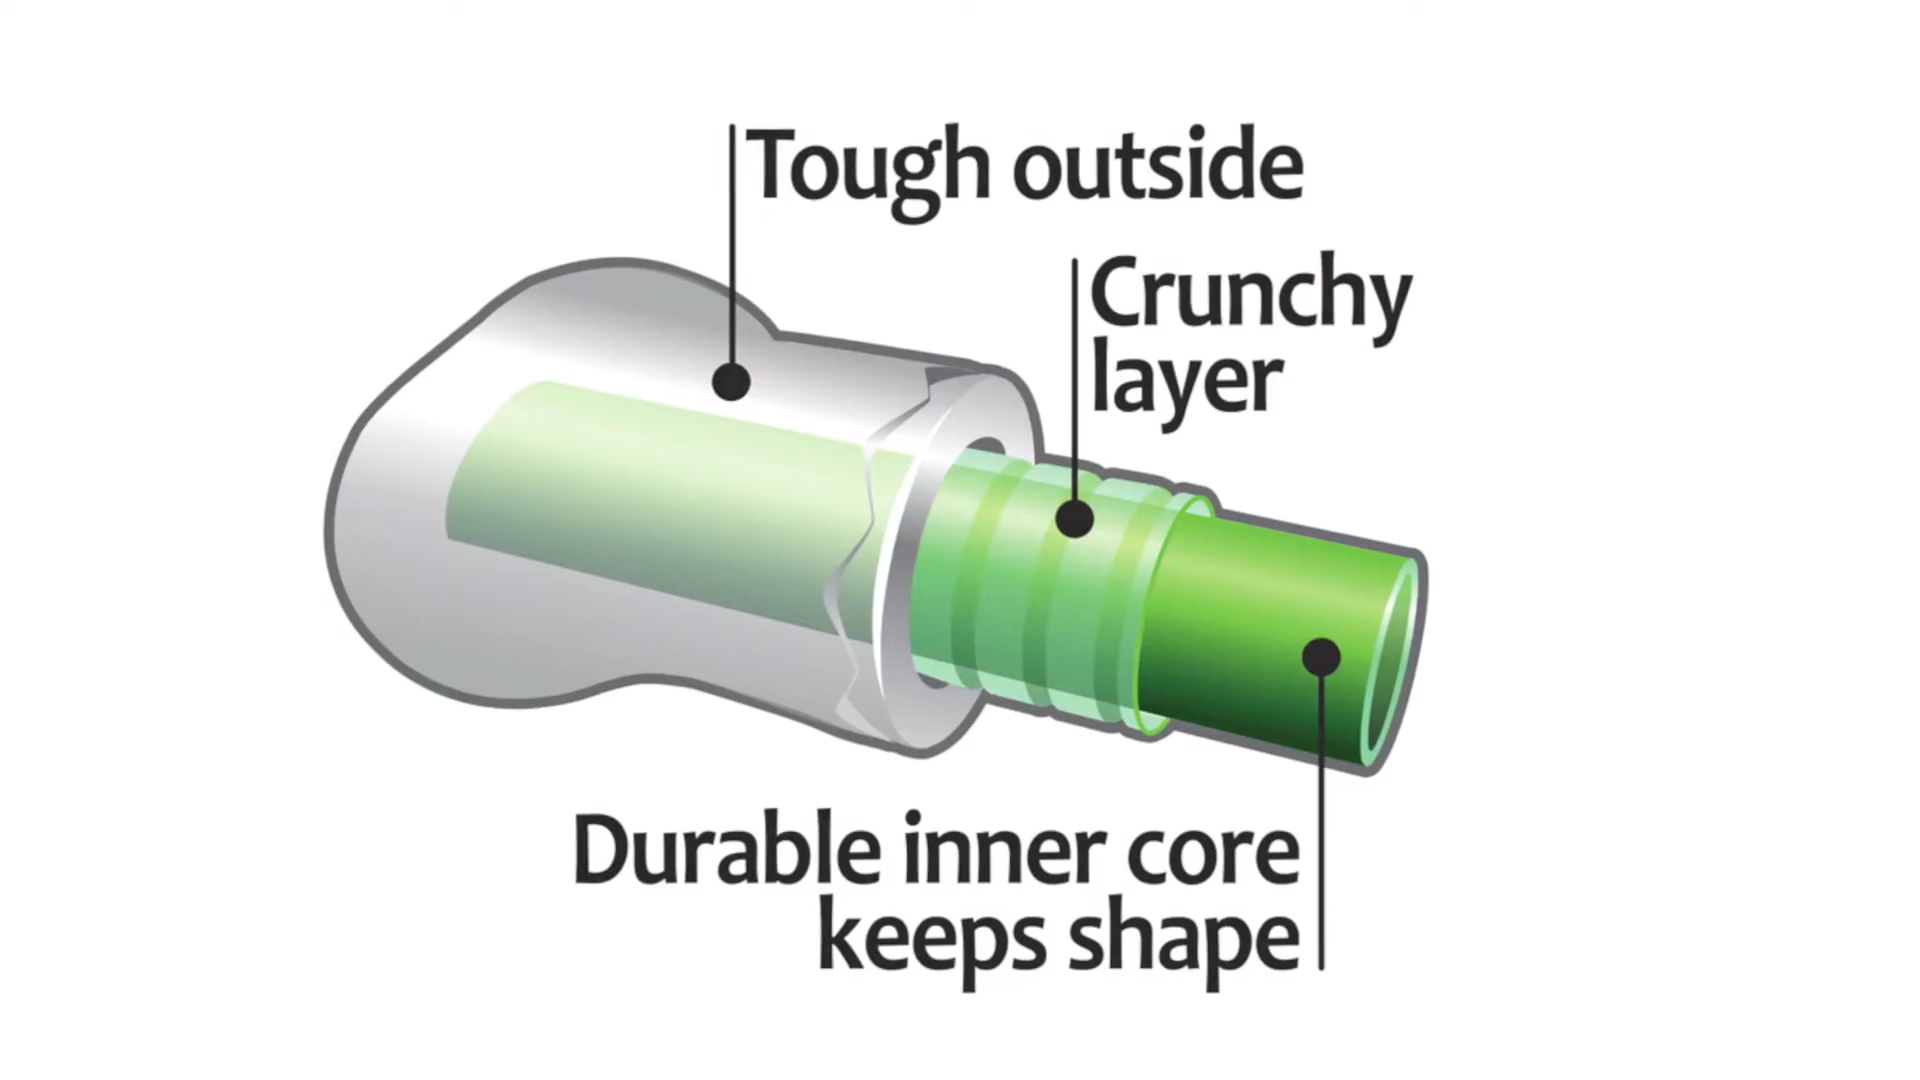 Tough outside
Crunchy
layer
Durable inner core
keeps shape